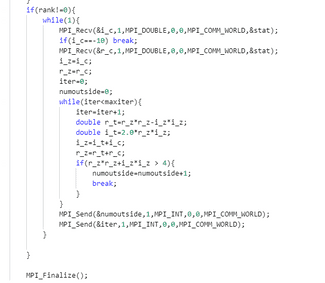 }
if(rank!=0){
while(1){
MPI_Recv(&i_c,1,MPI_DOUBLE,0,0,MPI_COMM_WORLD,&stat);
if(i_c==-10) break;
MPI_Recv(&r_c,1,MPI_DOUBLE,0,0,MPI_COMM_WORLD,&stat);
i_z=i_c;
r_z=r_c;
iter=0;
numoutside=0;
while(iter<maxiter){
iter=iter+1;
double r_t=r_z*r_z-i_z*i_z;
double i_t=2.0*r_z*i_z;
i_z=i_t+i_c;
r_z=r_t+r_c;
if(r_z*r_z+i_z*i_z > 4){
numoutside=numoutside+1;
break;
}
}
MPI_Send(&numoutside,1,MPI_INT,0,0,MPI_COMM_WORLD);
MPI_Send(&iter,1,MPI_INT,0,0,MPI_COMM_WORLD);
}
}
MPI_Finalize();